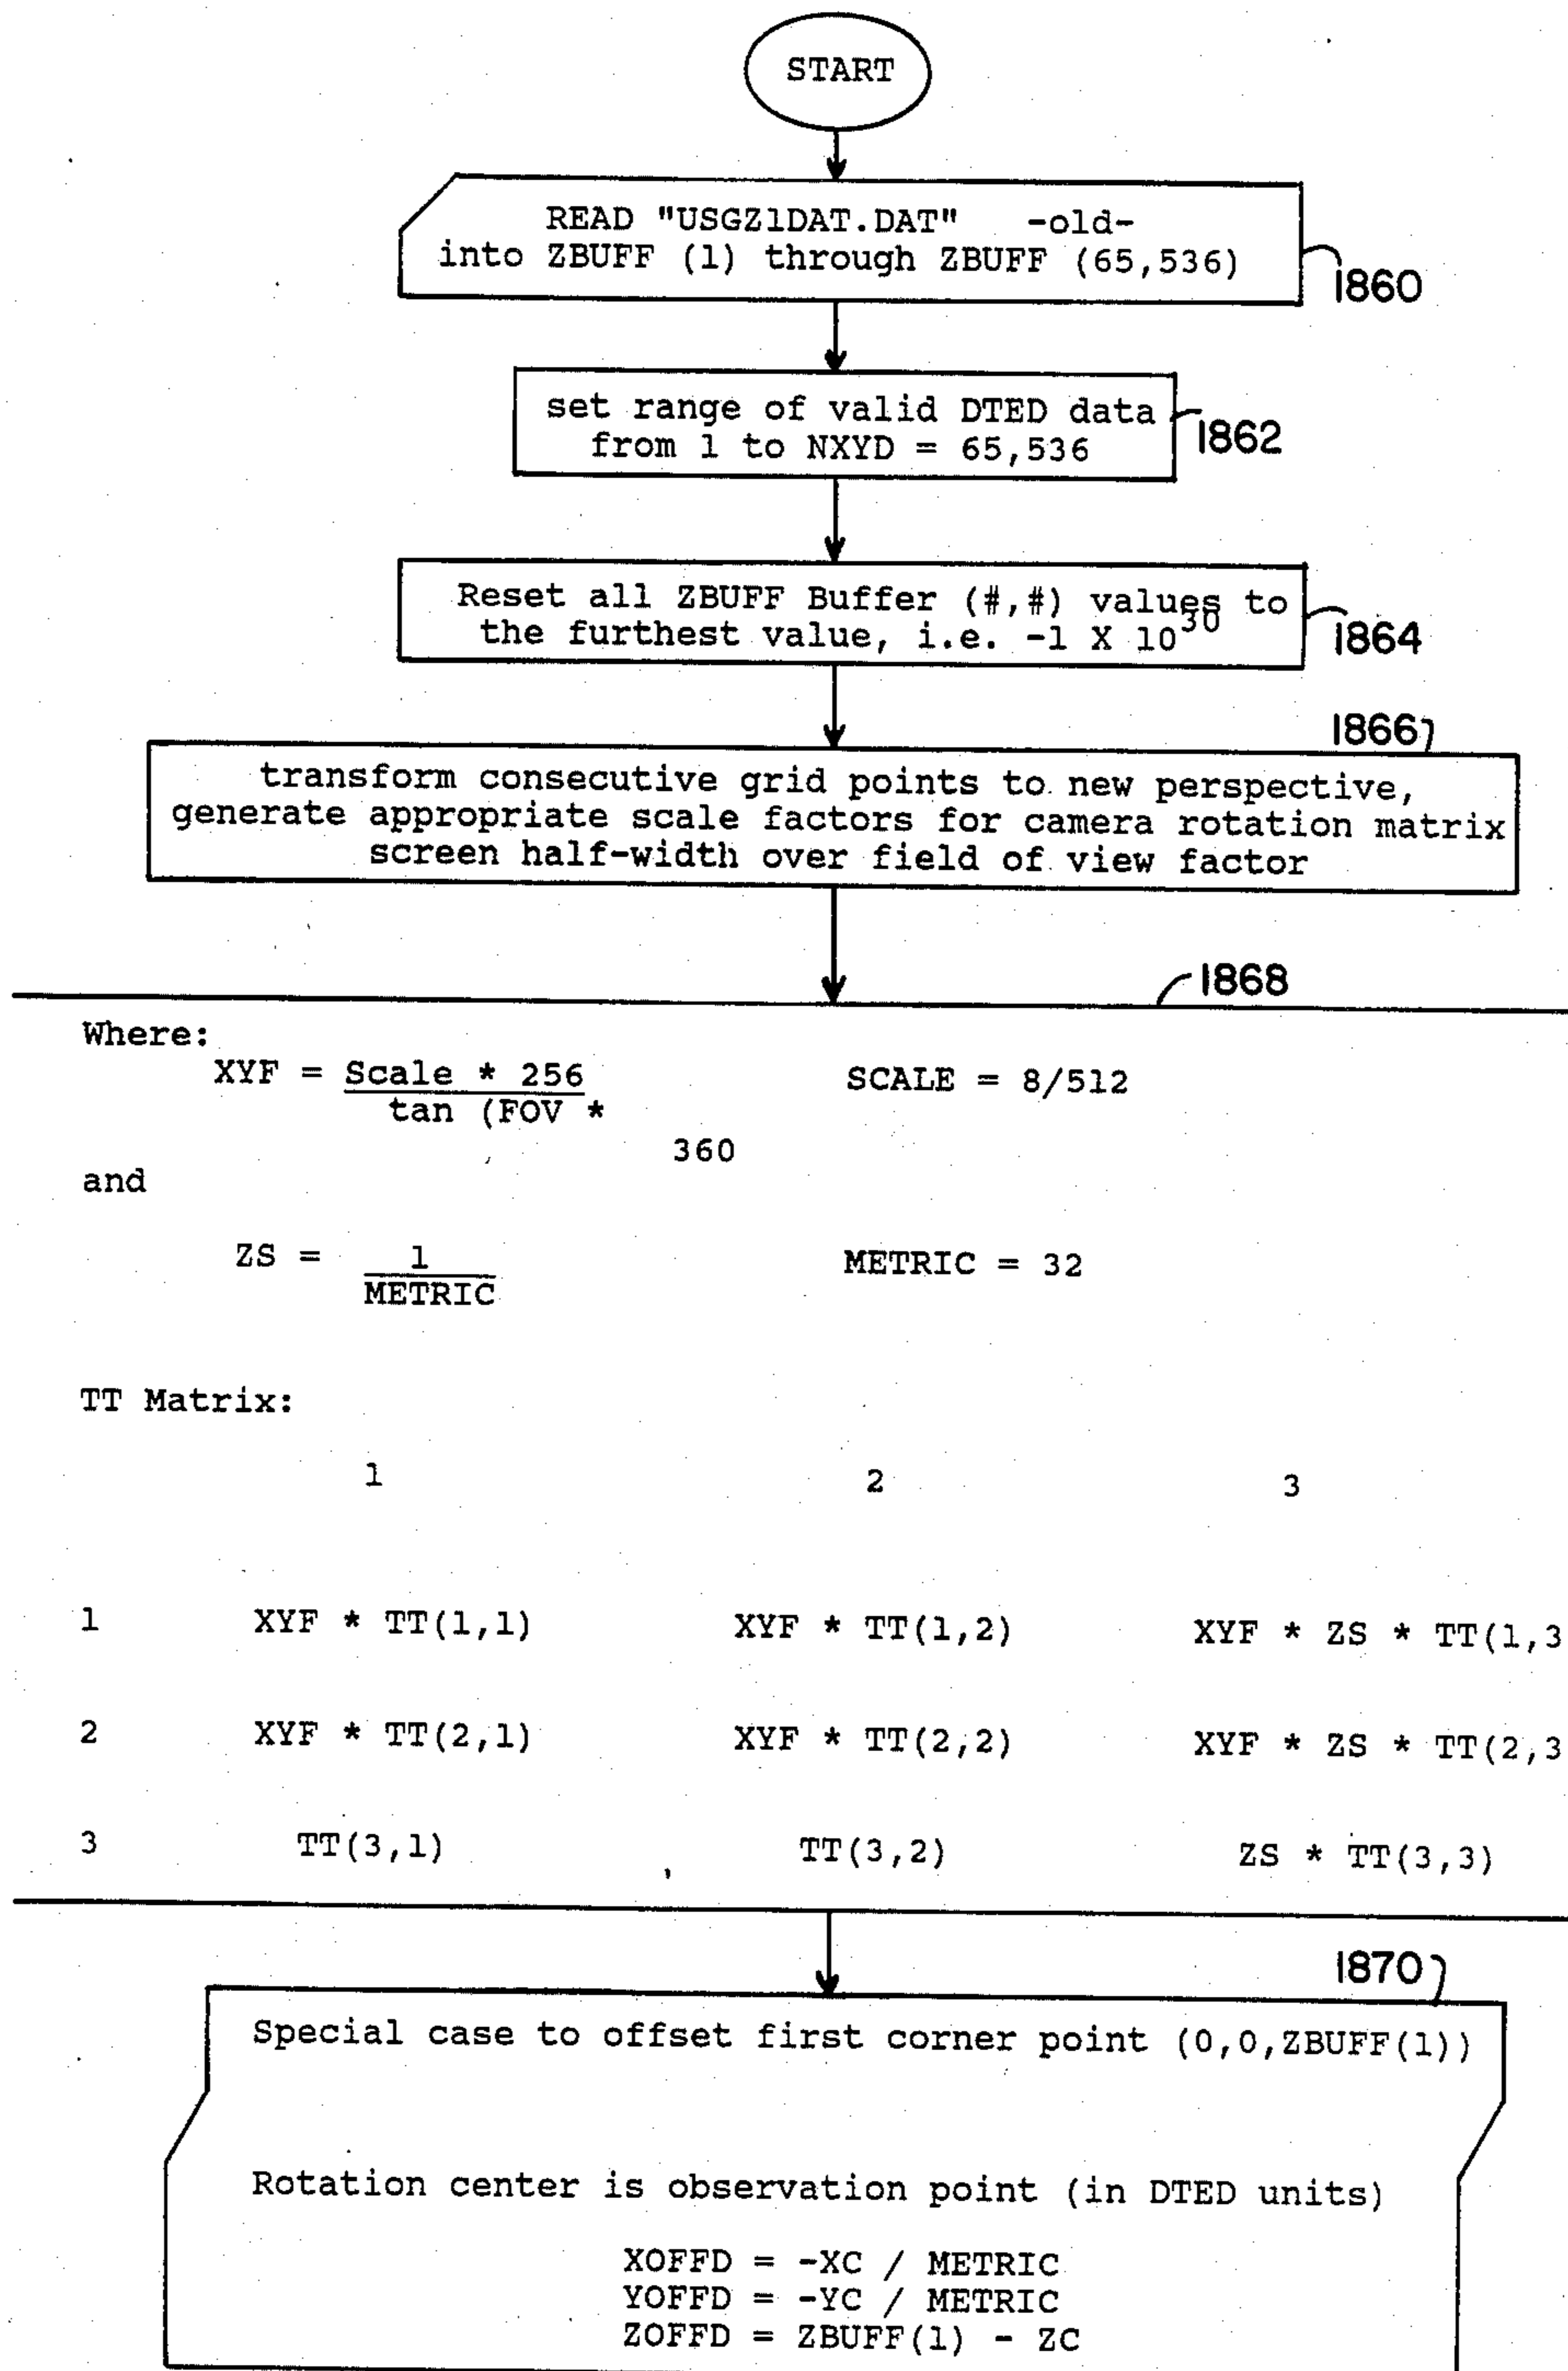 START
READ "USGZ1DAT.DAT" -old-
into ZBUFF (1) through ZBUFF (65,536)
1860
set range of valid DTED data
from 1 to NXYD = 65,536
1862
Reset all ZBUFF Buffer (#,#) values to
the furthest value, i.e. -1 X 10^30
1864
1866
transform consecutive grid points to new perspective,
generate appropriate scale factors for camera rotation matrix
screen half-width over field of view factor
1868
Where:
XYF = Scale * 256 SCALE = 8/512
tan (FOV *
360
and
ZS = 1 METRIC = 32
METRIC
TT Matrix:
1 2 3
1 XYF * TT(1,1) XYF * TT(1,2) XYF * ZS * TT(1,3
2 XYF * TT(2,1) XYF * TT(2,2) XYF * ZS * TT(2,3
3 TT(3,1) TT(3,2) ZS * TT(3,3)
1870
Special case to offset first corner point (0,0,ZBUFF(1))
Rotation center is observation point (in DTED units)
XOFFD = -XC / METRIC
YOFFD = -YC / METRIC
ZOFFD = ZBUFF(1) - ZC